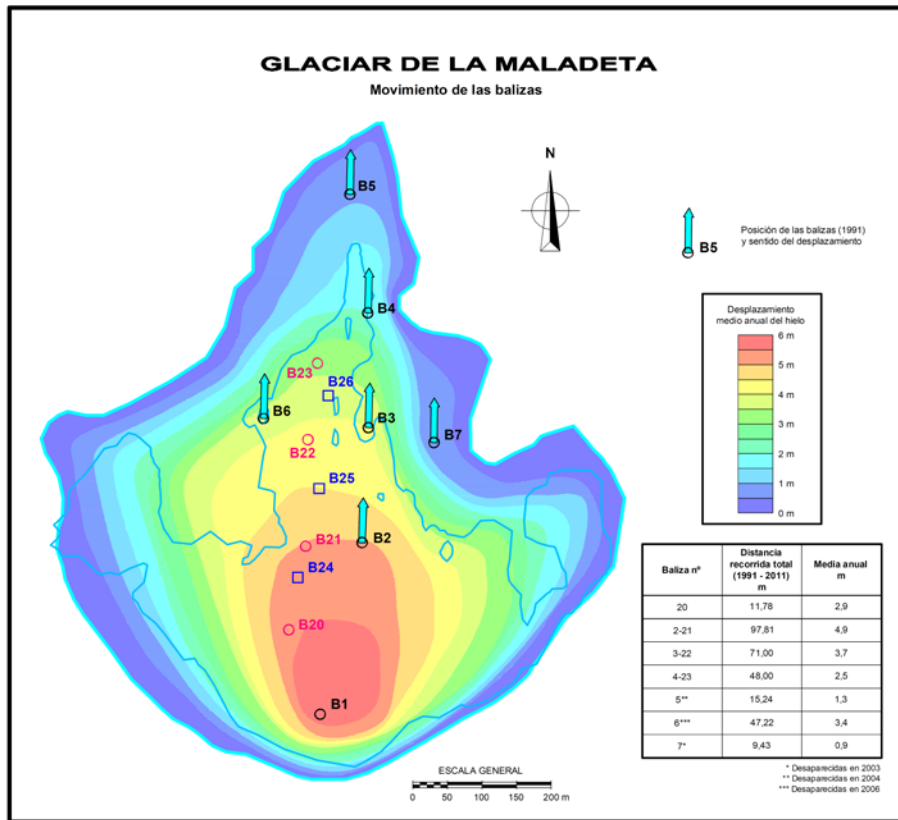 GLACIAR DE LA MALADETA
Movimiento de las balizas
B5
N
B5
Posición de las balizas (1991)
y sentido del desplazamiento
B4
Desplazamiento
medio anual del hielo
6 m
5 m
4 m
3 m
2 m
1 m
0 m
B23
B26
B6
B3
B7
B22
B25
B21
B2
B24
B20
B1
Baliza nº Distancia recorrida total (1991 - 2011) m Media anual m
20 11,78 2,9
2-21 97,81 4,9
3-22 71,00 3,7
4-23 48,00 2,5
5** 15,24 1,3
6*** 47,22 3,4
7* 9,43 0,9
* Desaparecidas en 2003
** Desaparecidas en 2004
*** Desaparecidas en 2006
ESCALA GENERAL
0 50 100 150 200 m